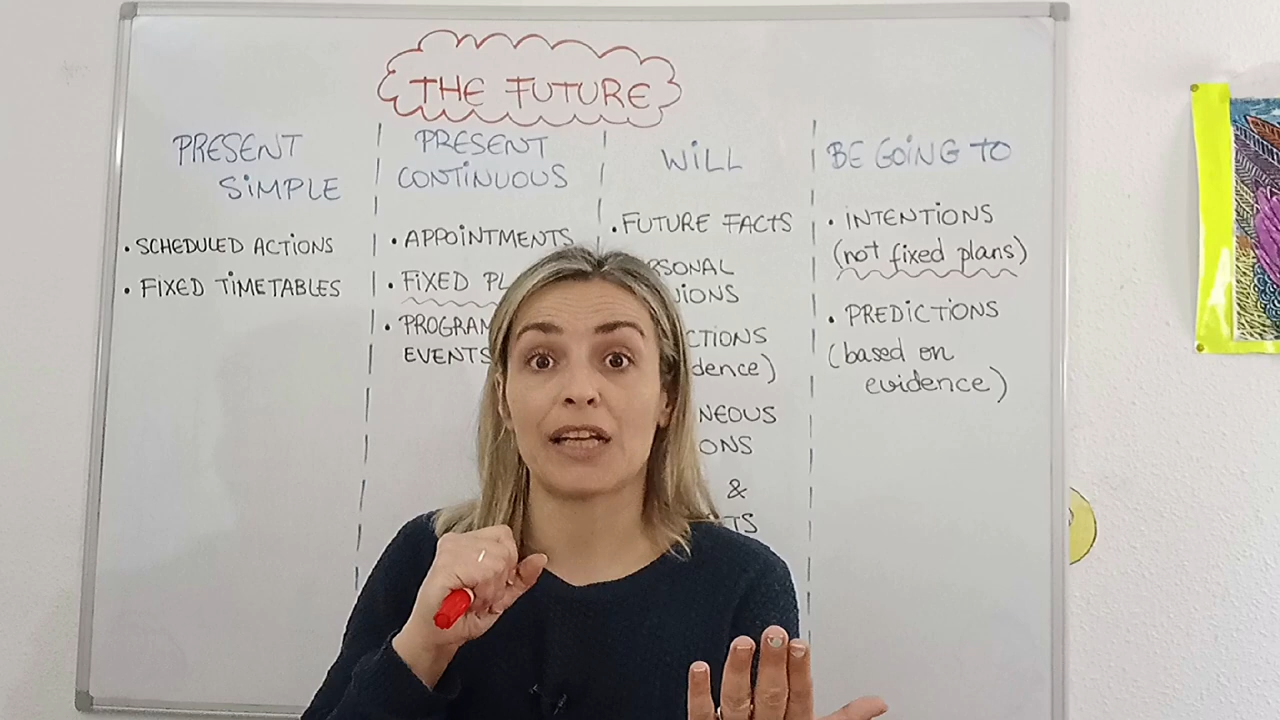 THE FUTURE
PRESENT
SIMPLE
• SCHEDULED ACTIONS
• FIXED TIMETABLES
PRESENT
CONTINUOUS
• APPOINTMENTS
• FIXED
EVENTS
WILL
• FUTURE FACTS
&
BE GOING TO
• INTENTIONS
(not fixed plans)
• PREDICTIONS
(based on
evidence)